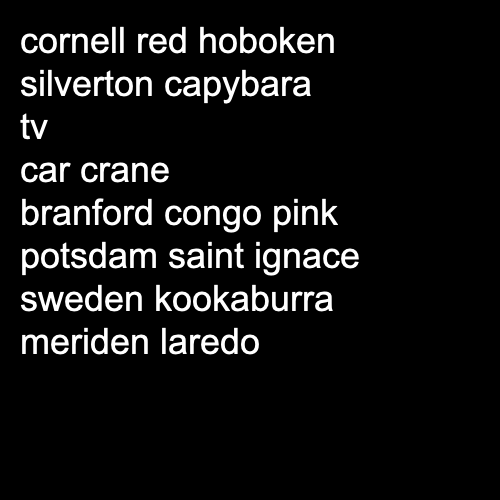 cornell red hoboken
silverton capybara
tv
car crane
branford congo pink
potsdam saint ignace
sweden kookaburra
meriden laredo